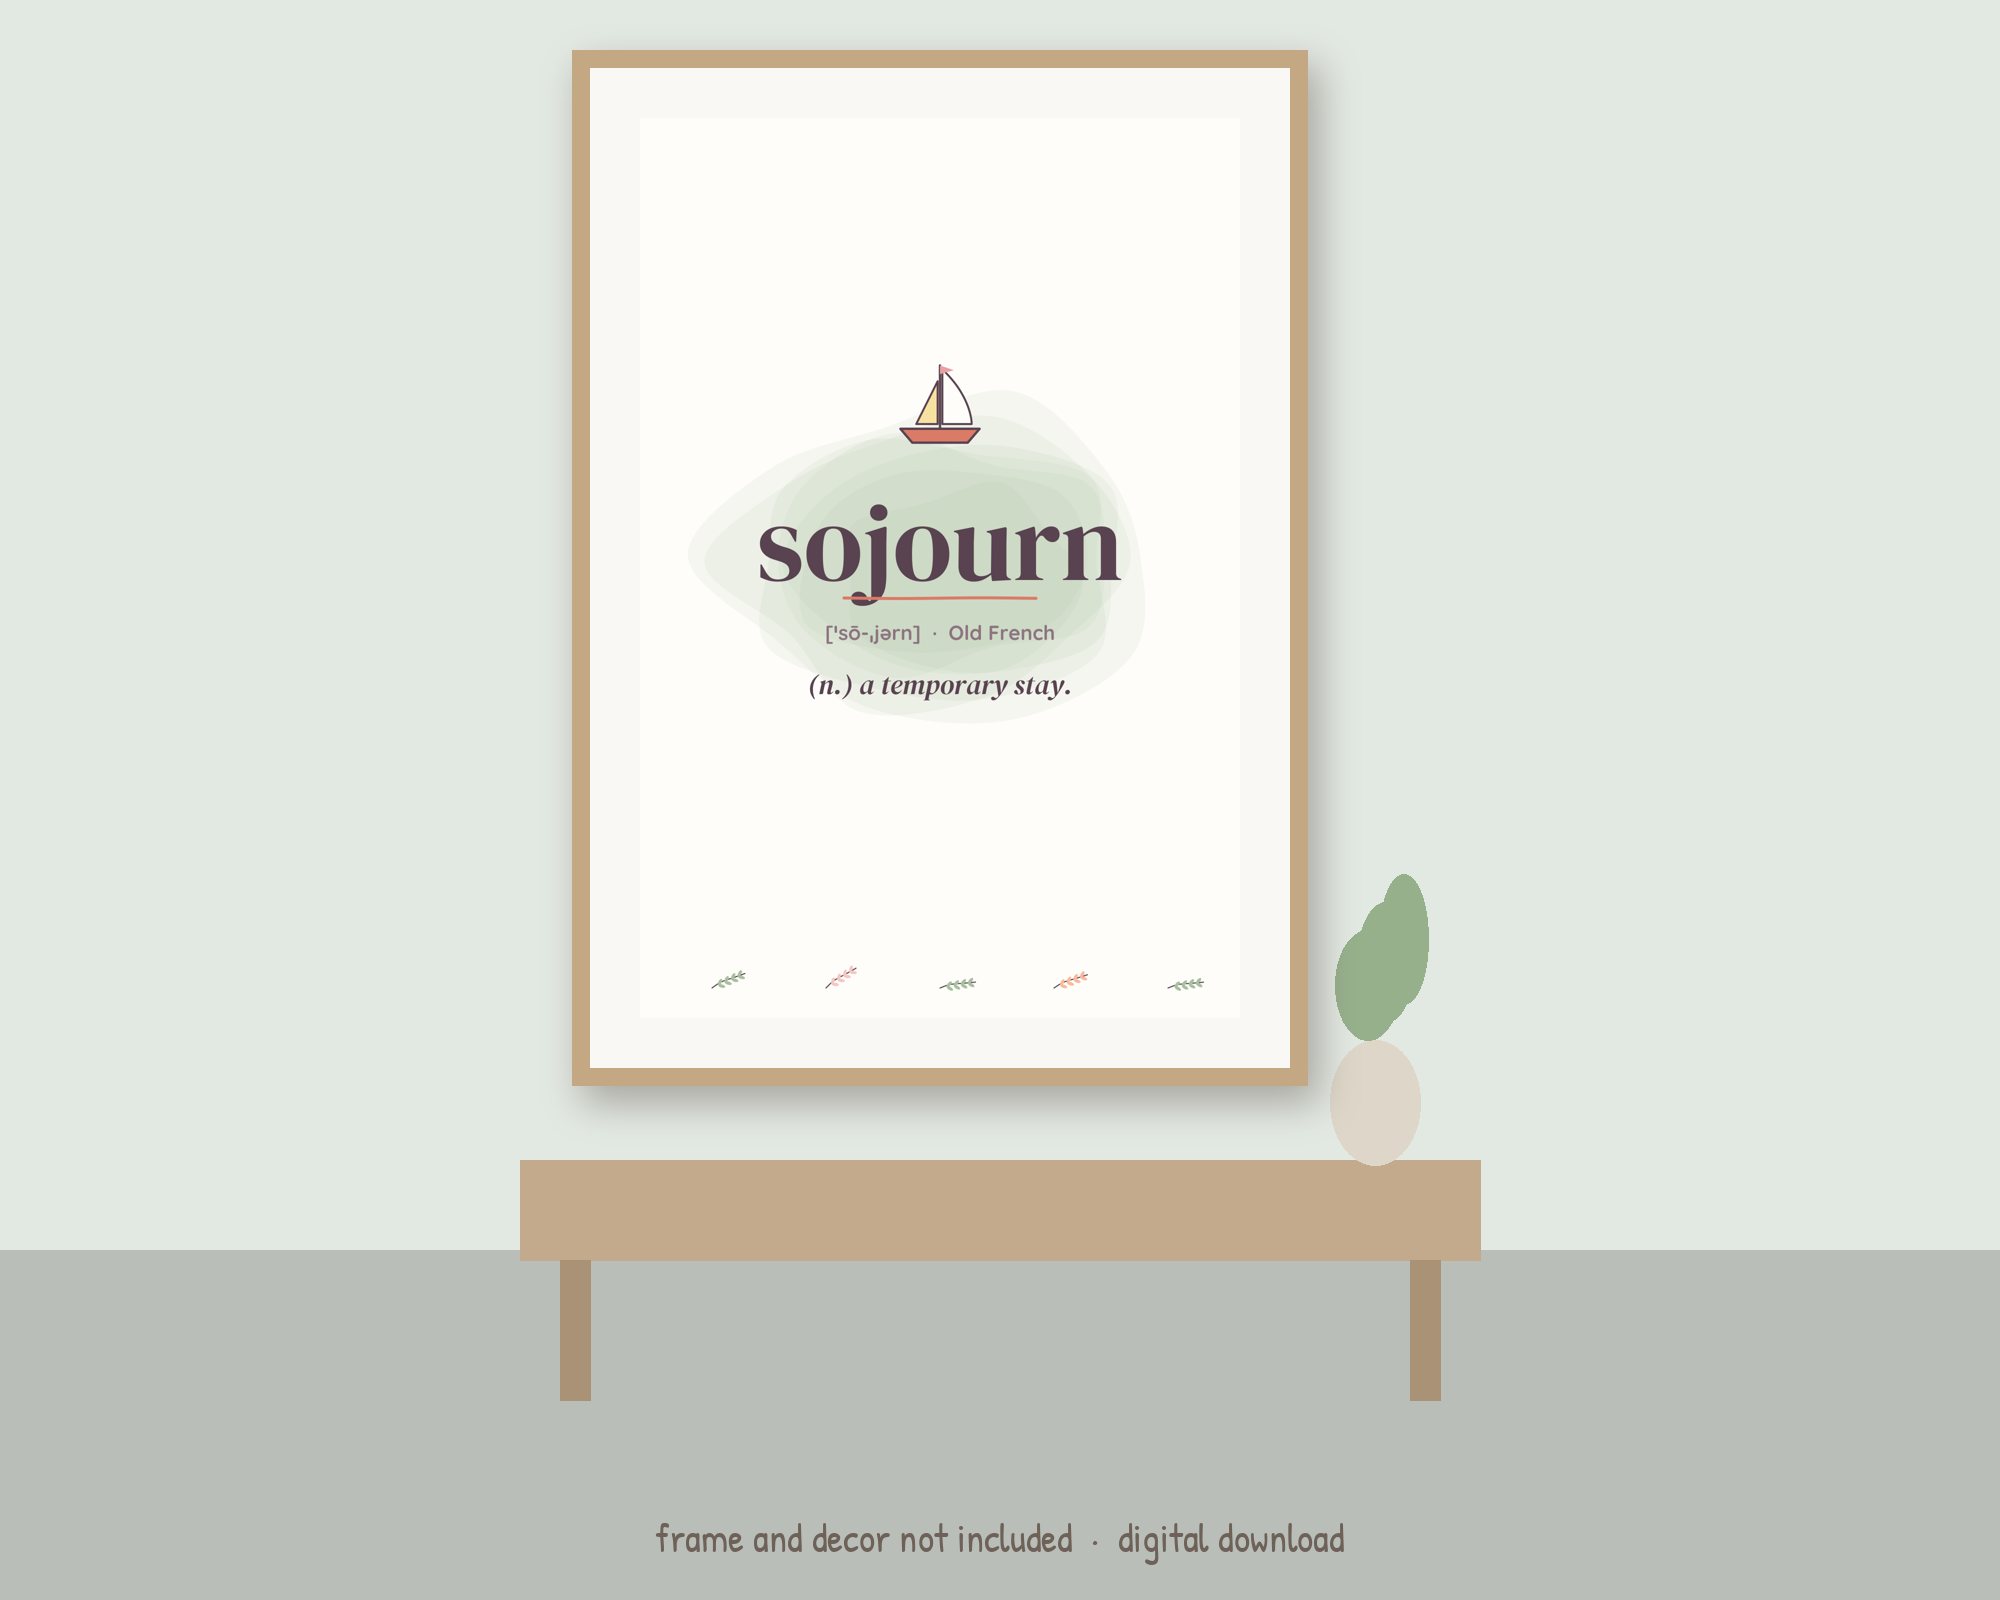 sojourn
[ˈsō-ˌjərn] · Old French
(n.) a temporary stay.
frame and decor not included · digital download